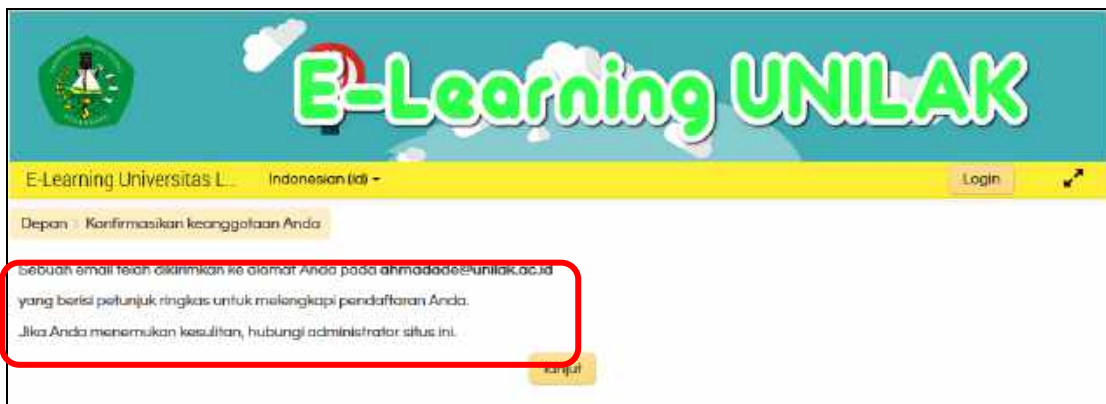 E-Learning UNILAK
E-Learning Universitas L...
Indonesian (id)
Login
Depan
Konfirmasikan keanggotaan Anda
Sebuah email telah dikirimkan ke alamat Anda pada ahmadade@unilak.ac.id
yang berisi petunjuk ringkas untuk melengkapi pendaftaran Anda.
Jika Anda menemukan kesulitan, hubungi administrator situs ini.
lanjut